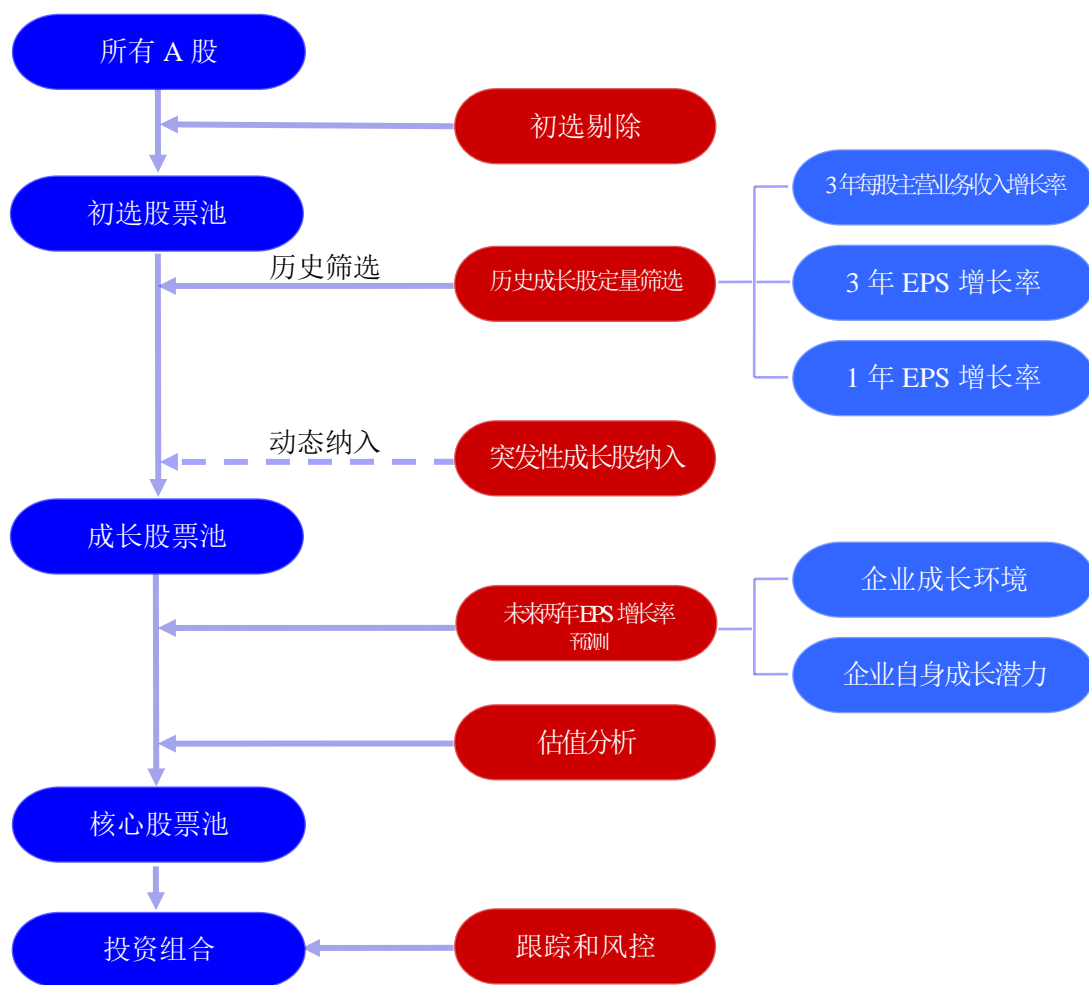 所有 A 股
初选剔除
3年每股主营业务收入增长率
初选股票池
历史筛选
历史成长股定量筛选
3 年 EPS 增长率
1 年 EPS 增长率
动态纳入
突发性成长股纳入
成长股票池
企业成长环境
未来两年EPS 增长率
预测
企业自身成长潜力
估值分析
核心股票池
投资组合
跟踪和风控